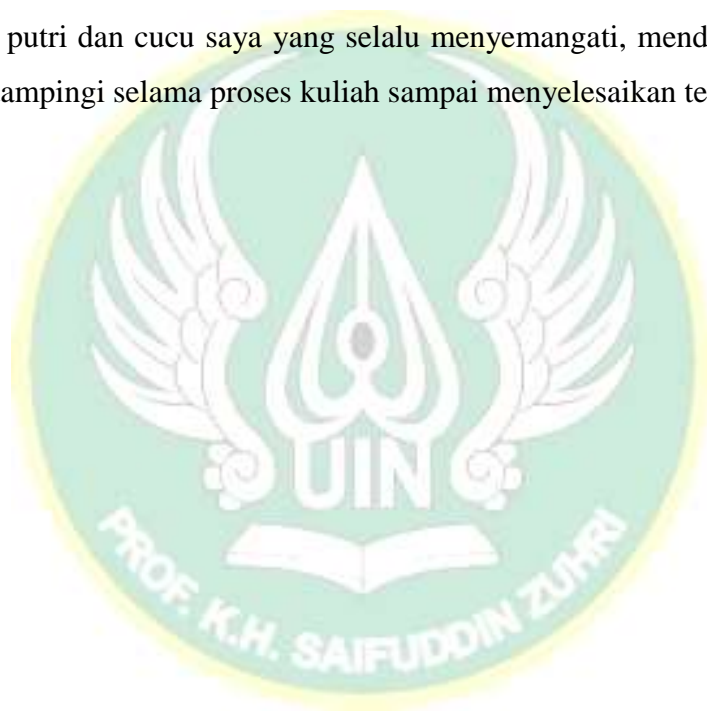 putri dan cucu saya yang selalu menyemangati, mend
ampingi selama proses kuliah sampai menyelesaikan te
UIN
PROF. K.H. SAIFUDDIN ZUHRI